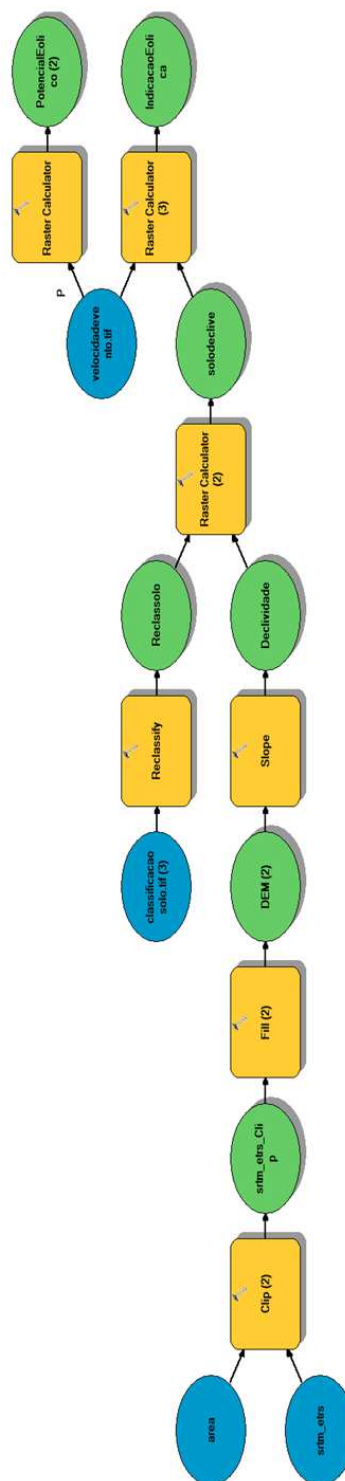 PotencialEoli
co (2)
IndicacaoEoli
ca
Raster Calculator
Raster Calculator
(3)
P
velocidadeve
nto.tif
solodeclive
Raster Calculator
(2)
Reclassolo
Declividade
Reclassify
Slope
classificacao
solo.tif (3)
DEM (2)
Fill (2)
srtm_etrs_Cli
P
Clip (2)
area
srtm_etrs